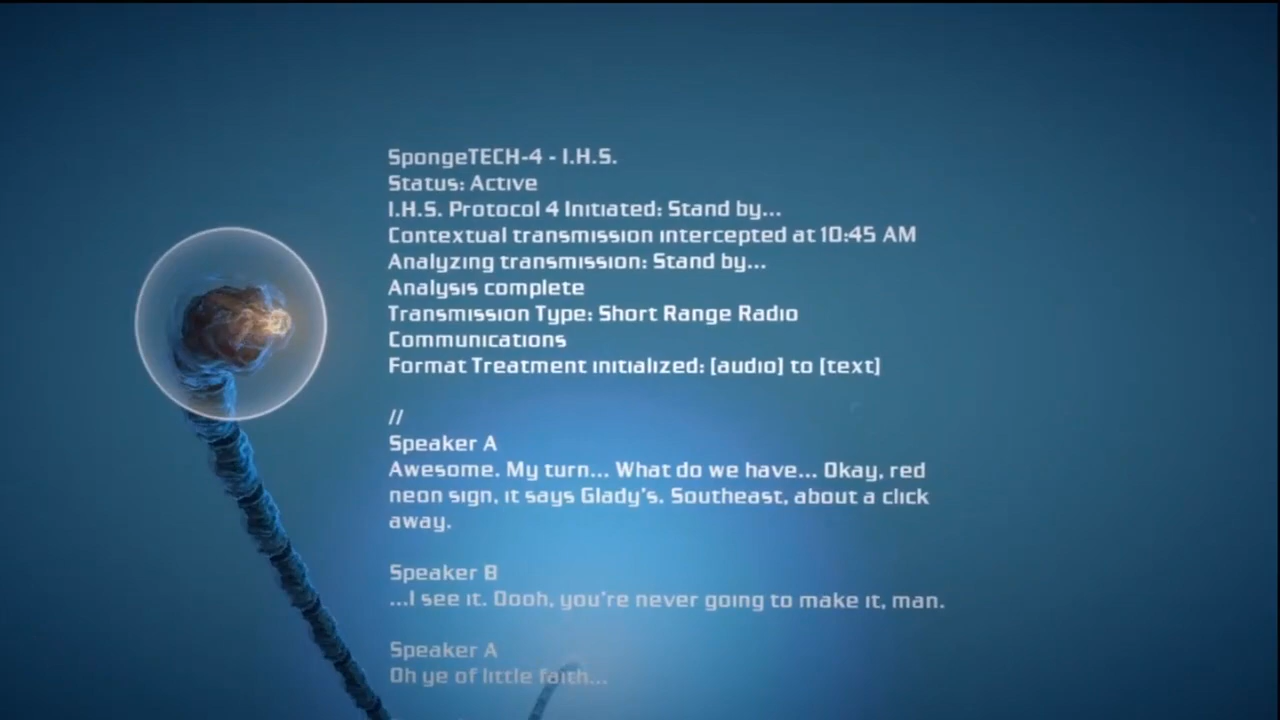 SpongeTECH-4 - I.H.S.
Status: Active
I.H.S. Protocol 4 Initiated: Stand by...
Contextual transmission intercepted at 10:45 AM
Analyzing transmission: Stand by...
Analysis complete
Transmission Type: Short Range Radio
Communications
Format Treatment initialized: [audio] to [text]
//
Speaker A
Awesome. My turn... What do we have... Okay, red
neon sign, it says Glady's. Southeast, about a click
away.
Speaker B
...I see it. Oooh, you're never going to make it, man.
Speaker A
Oh ye of little faith...